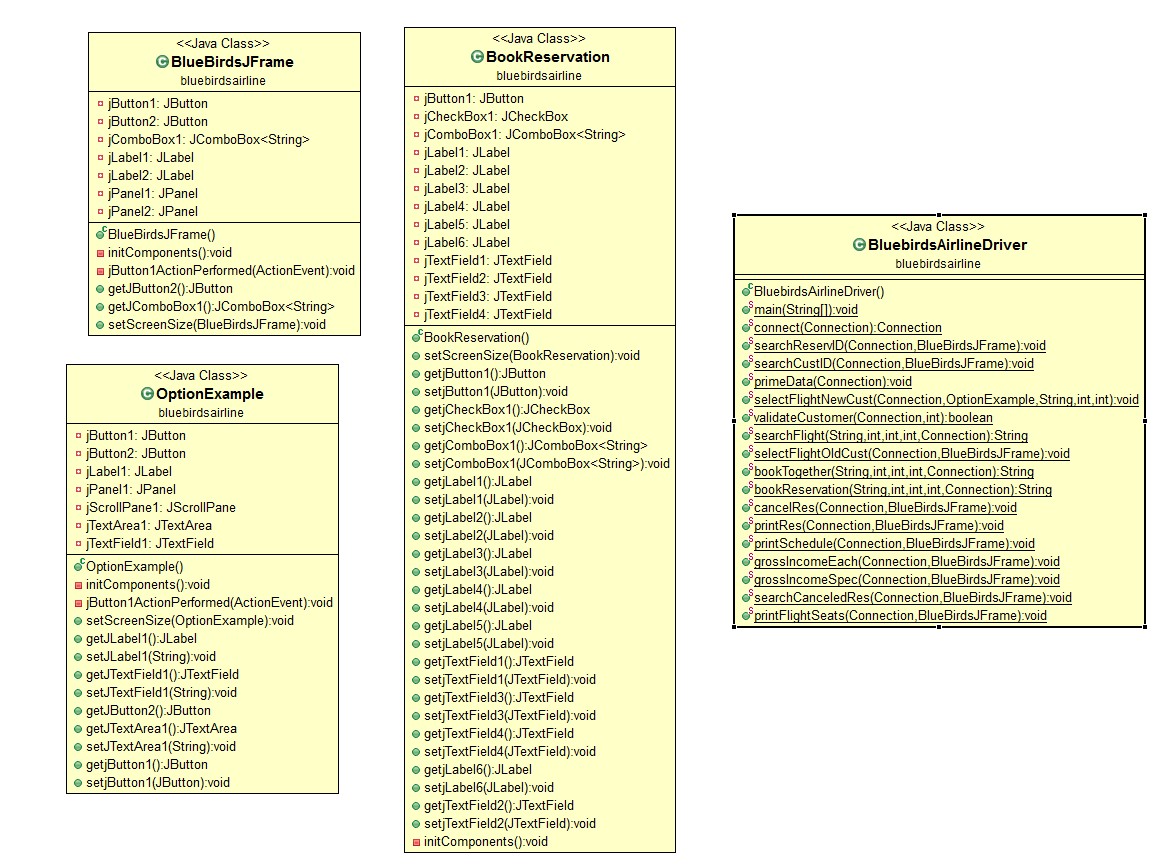 <<Java Class>>
BlueBirdsJFrame
bluebirdsairline
jButton1: JButton
jButton2: JButton
jComboBox1: JComboBox<String>
jLabel1: JLabel
jLabel2: JLabel
jPanel1: JPanel
jPanel2: JPanel
BlueBirdsJFrame()
initComponents():void
jButton1ActionPerformed(ActionEvent):void
getJButton2():JButton
getJComboBox1():JComboBox<String>
setScreenSize(BlueBirdsJFrame):void
<<Java Class>>
OptionExample
bluebirdsairline
jButton1: JButton
jButton2: JButton
jLabel1: JLabel
jPanel1: JPanel
jScrollPane1: JScrollPane
jTextArea1: JTextArea
jTextField1: JTextField
OptionExample()
initComponents():void
jButton1ActionPerformed(ActionEvent):void
setScreenSize(OptionExample):void
getJLabel1():JLabel
setJLabel1(String):void
getJTextField1():JTextField
setJTextField1(String):void
getJButton2():JButton
getJTextArea1():JTextArea
setJTextArea1(String):void
getjButton1():JButton
setjButton1(JButton):void
<<Java Class>>
BookReservation
bluebirdsairline
jButton1: JButton
jCheckBox1: JCheckBox
jComboBox1: JComboBox<String>
jLabel1: JLabel
jLabel2: JLabel
jLabel3: JLabel
jLabel4: JLabel
jLabel5: JLabel
jLabel6: JLabel
jTextField1: JTextField
jTextField2: JTextField
jTextField3: JTextField
jTextField4: JTextField
BookReservation()
setScreenSize(BookReservation):void
getjButton1():JButton
setjButton1(JButton):void
getjCheckBox1():JCheckBox
setjCheckBox1(JCheckBox):void
getjComboBox1():JComboBox<String>
setjComboBox1(JComboBox<String>):void
getjLabel1():JLabel
setjLabel1(JLabel):void
getjLabel2():JLabel
setjLabel2(JLabel):void
getjLabel3():JLabel
setjLabel3(JLabel):void
getjLabel4():JLabel
setjLabel4(JLabel):void
getjLabel5():JLabel
setjLabel5(JLabel):void
getjTextField1():JTextField
setjTextField1(JTextField):void
getjTextField3():JTextField
setjTextField3(JTextField):void
getjTextField4():JTextField
setjTextField4(JTextField):void
getjLabel6():JLabel
setjLabel6(JLabel):void
getjTextField2():JTextField
setjTextField2(JTextField):void
initComponents():void
<<Java Class>>
BluebirdsAirlineDriver
bluebirdsairline
BluebirdsAirlineDriver()
main(String[]):void
connect(Connection):Connection
searchReservID(Connection,BlueBirdsJFrame):void
searchCustID(Connection,BlueBirdsJFrame):void
primeData(Connection):void
selectFlightNewCust(Connection,OptionExample,String,int,int):void
validateCustomer(Connection,int):boolean
searchFlight(String,int,int,int,Connection):String
selectFlightOldCust(Connection,BlueBirdsJFrame):void
bookTogether(String,int,int,int,Connection):String
bookReservation(String,int,int,int,Connection):String
cancelRes(Connection,BlueBirdsJFrame):void
printRes(Connection,BlueBirdsJFrame):void
printSchedule(Connection,BlueBirdsJFrame):void
grossIncomeEach(Connection,BlueBirdsJFrame):void
grossIncomeSpec(Connection,BlueBirdsJFrame):void
searchCanceledRes(Connection,BlueBirdsJFrame):void
printFlightSeats(Connection,BlueBirdsJFrame):void